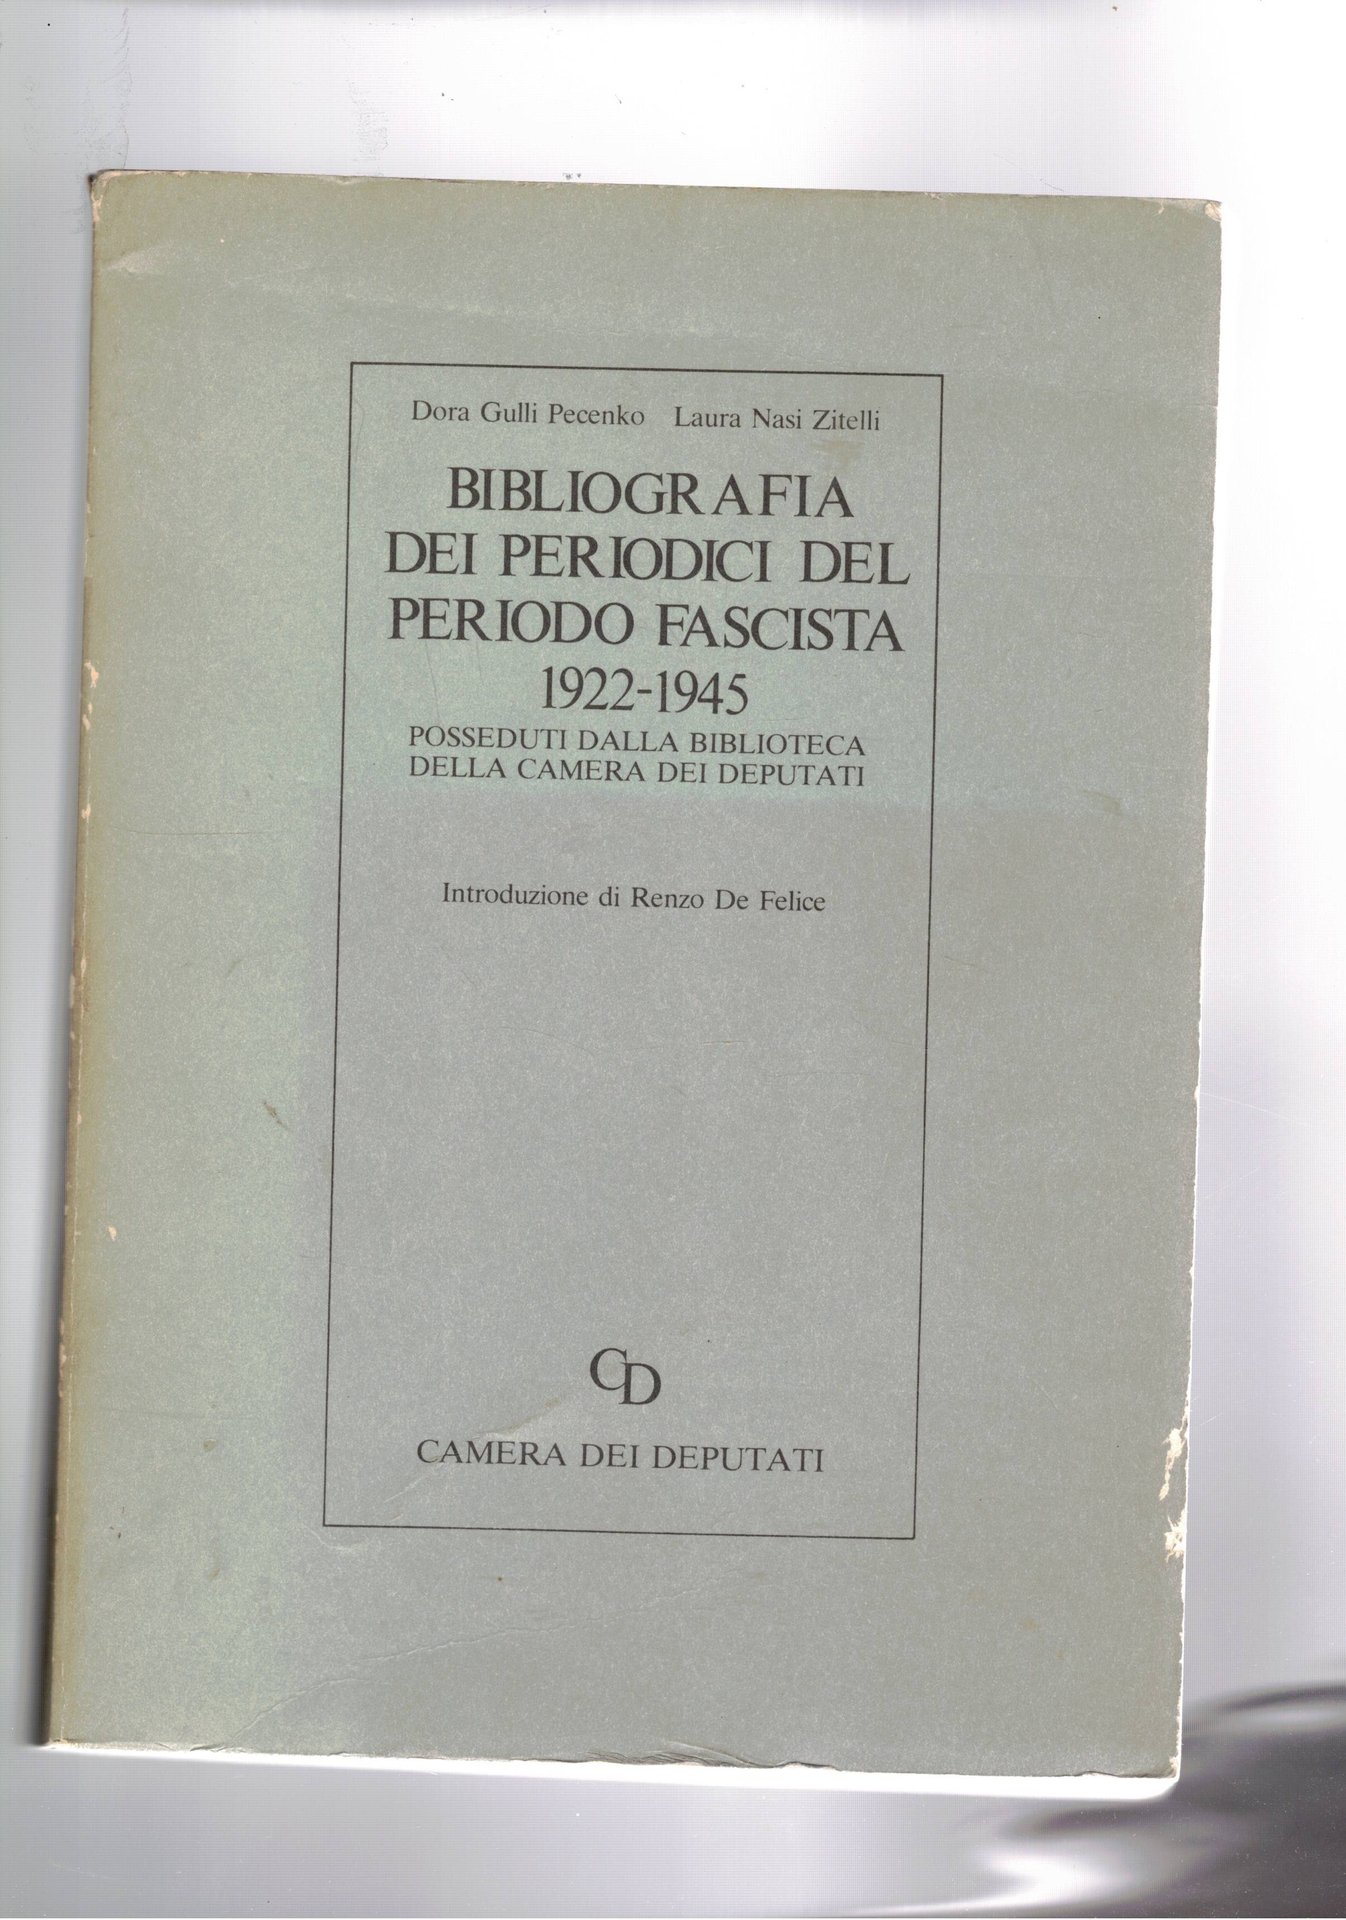 Dora Gulli Pecenko Laura Nasi Zitelli
BIBLIOGRAFIA
DEI PERIODICI DEL
PERIODO FASCISTA
1922-1945
POSSEDUTI DALLA BIBLIOTECA
DELLA CAMERA DEI DEPUTATI
Introduzione di Renzo De Felice
CD
CAMERA DEI DEPUTATI